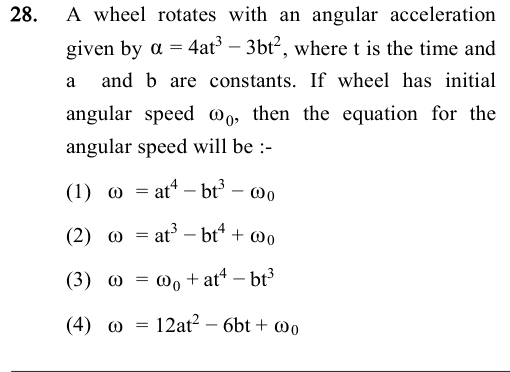 28. A wheel rotates with an angular acceleration
given by α = 4at³ – 3bt², where t is the time and
a and b are constants. If wheel has initial
angular speed ω₀, then the equation for the
angular speed will be :-
(1) ω = at⁴ – bt³ – ω₀
(2) ω = at³ – bt⁴ + ω₀
(3) ω = ω₀ + at⁴ – bt³
(4) ω = 12at² – 6bt + ω₀